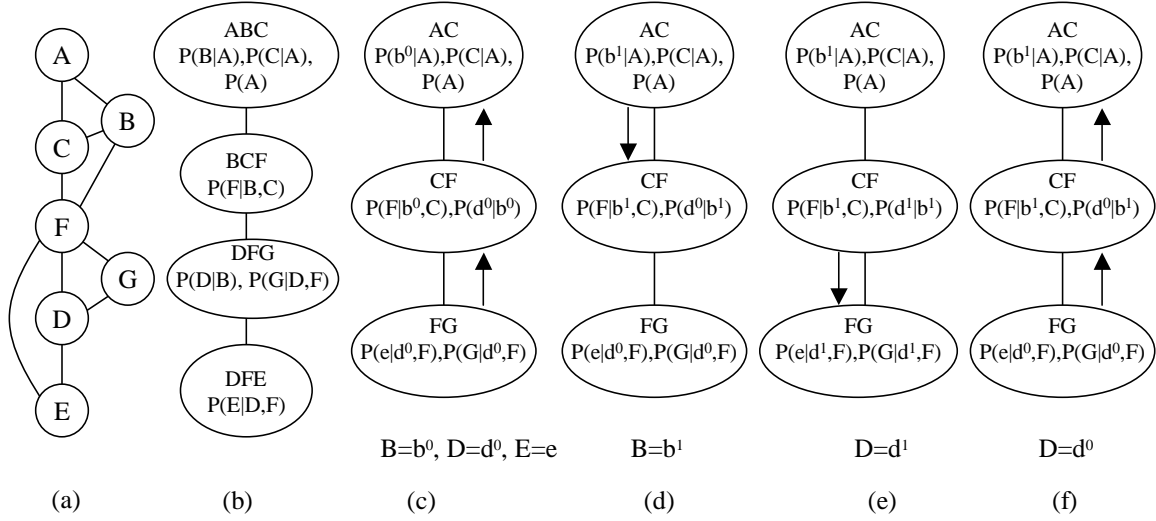 A
B
C
F
G
D
E
(a)
ABC
P(B|A),P(C|A),
P(A)
BCF
P(F|B,C)
DFG
P(D|B), P(G|D,F)
DFE
P(E|D,F)
(b)
AC
P(b⁰|A),P(C|A),
P(A)
CF
P(F|b⁰,C),P(d⁰|b⁰)
FG
P(e|d⁰,F),P(G|d⁰,F)
B=b⁰, D=d⁰, E=e
(c)
AC
P(b¹|A),P(C|A),
P(A)
CF
P(F|b¹,C),P(d⁰|b¹)
FG
P(e|d⁰,F),P(G|d⁰,F)
B=b¹
(d)
AC
P(b¹|A),P(C|A),
P(A)
CF
P(F|b¹,C),P(d¹|b¹)
FG
P(e|d¹,F),P(G|d¹,F)
D=d¹
(e)
AC
P(b¹|A),P(C|A),
P(A)
CF
P(F|b¹,C),P(d⁰|b¹)
FG
P(e|d⁰,F),P(G|d⁰,F)
D=d⁰
(f)